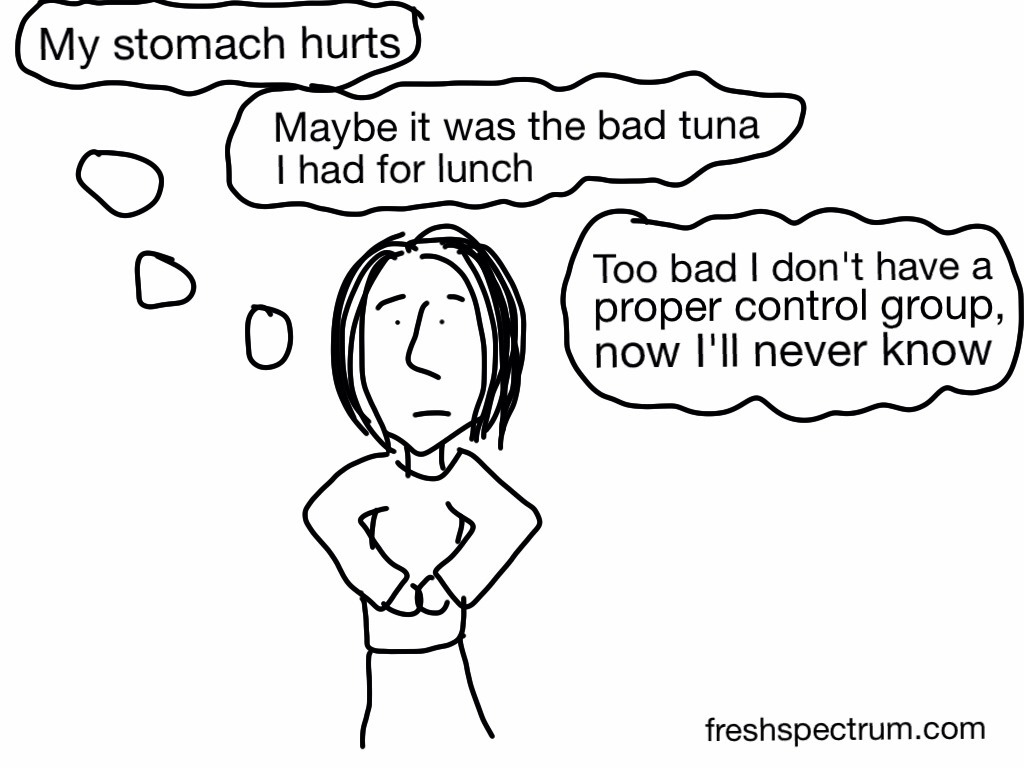 My stomach hurts
Maybe it was the bad tuna
I had for lunch
Too bad I don't have a
proper control group,
now I'll never know
freshspectrum.com